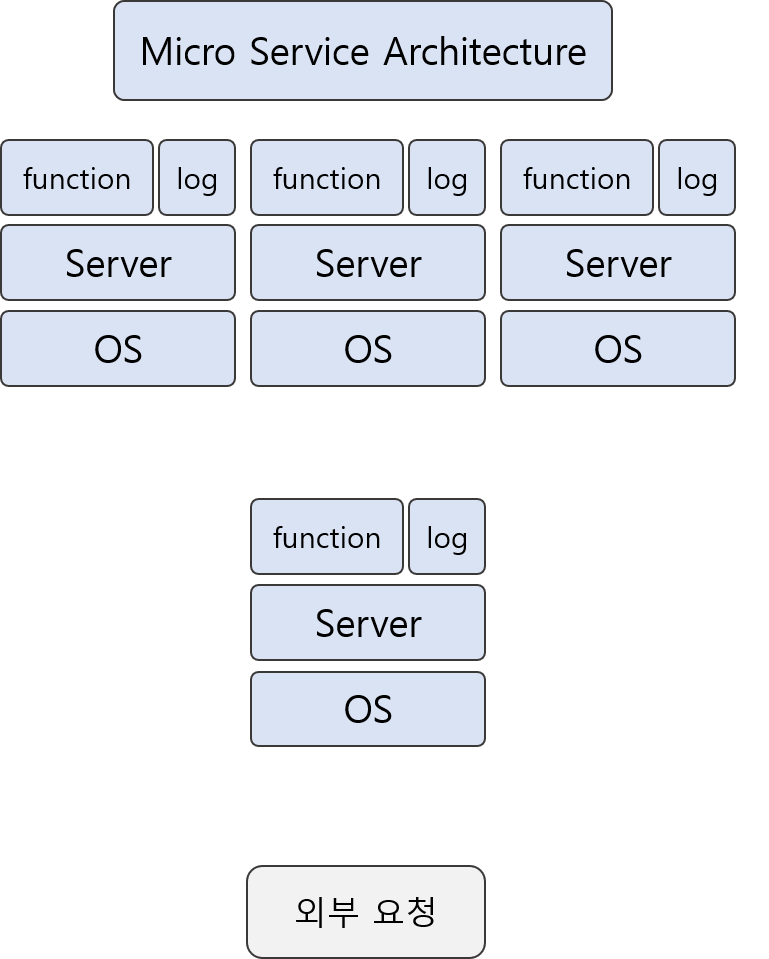 Micro Service Architecture
function log function log function log
Server Server Server
OS OS OS
function log
Server
OS
외부 요청